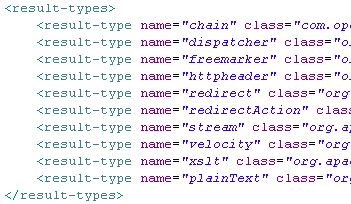 <result-types>
<result-type name="chain" class="com.ope
<result-type name="dispatcher" class="o
<result-type name="freemarker" class="o
<result-type name="httpheader" class="o
<result-type name="redirect" class="org
<result-type name="redirectAction" clas
<result-type name="stream" class="org.ap
<result-type name="velocity" class="org
<result-type name="xslt" class="org.apac
<result-type name="plainText" class="org
</result-types>